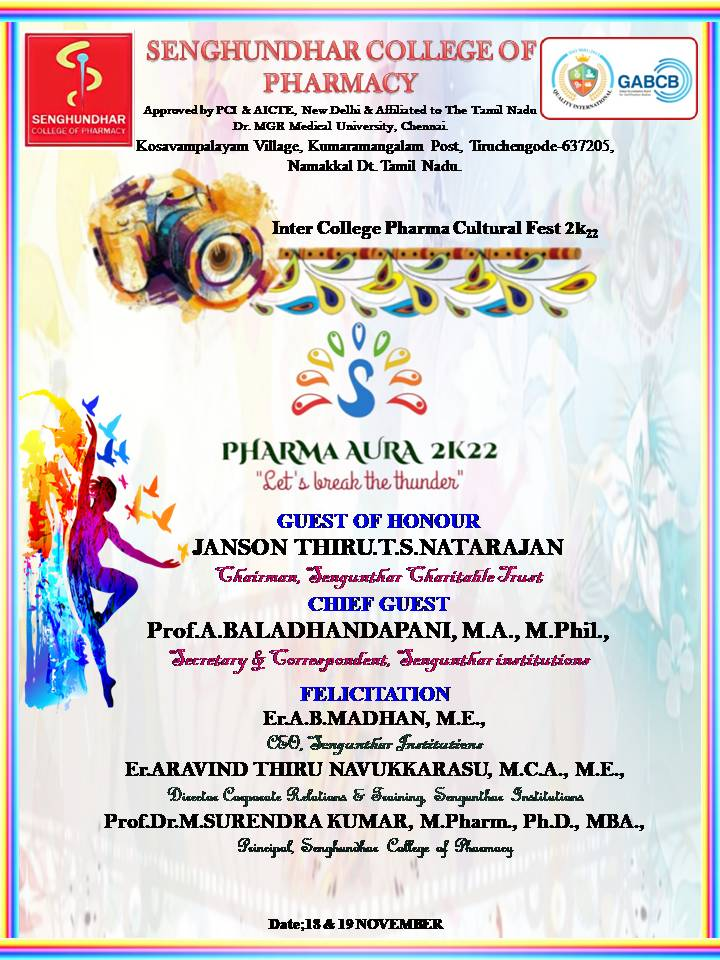 SENGHUNDHAR
COLLEGE OF PHARMACY
SENGHUNDHAR COLLEGE OF
PHARMACY
Approved by PCI & AICTE, New Delhi & Affiliated to The Tamil Nadu
Dr. MGR Medical University, Chennai.
Kosavampalayam Village, Kumaramangalam Post, Tiruchengode-637205,
Namakkal Dt. Tamil Nadu.
QUALITY INTERNATIONAL
GABCB
Inter College Pharma Cultural Fest 2k22
PHARMA AURA 2K22
"Let's break the thunder"
GUEST OF HONOUR
JANSON THIRU.T.S.NATARAJAN
Chairman, Sengunthar Charitable Trust
CHIEF GUEST
Prof.A.BALADHANDAPANI, M.A., M.Phil.,
Secretary & Correspondent, Sengunthar institutions
FELICITATION
Er.A.B.MADHAN, M.E.,
CEO, Sengunthar Institutions
Er.ARAVIND THIRU NAVUKKARASU, M.C.A., M.E.,
Director Corporate Relations & Training, Sengunthar Institutions
Prof.Dr.M.SURENDRA KUMAR, M.Pharm., Ph.D., MBA.,
Principal, Senghundhar College of Pharmacy
Date;18 & 19 NOVEMBER